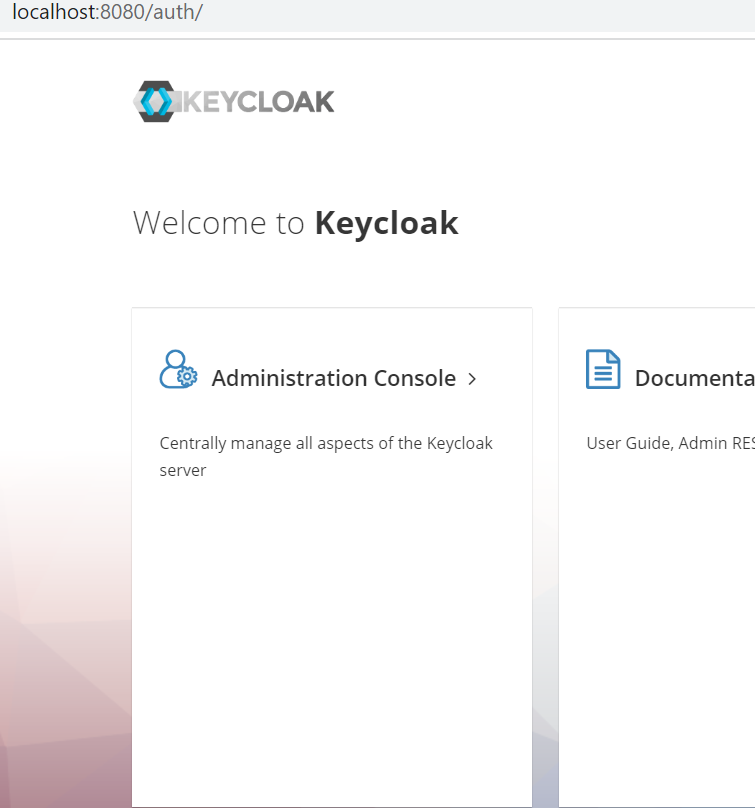 localhost:8080/auth/
KEYCLOAK
Welcome to Keycloak
Administration Console
Documenta
Centrally manage all aspects of the Keycloak
server
User Guide, Admin RES